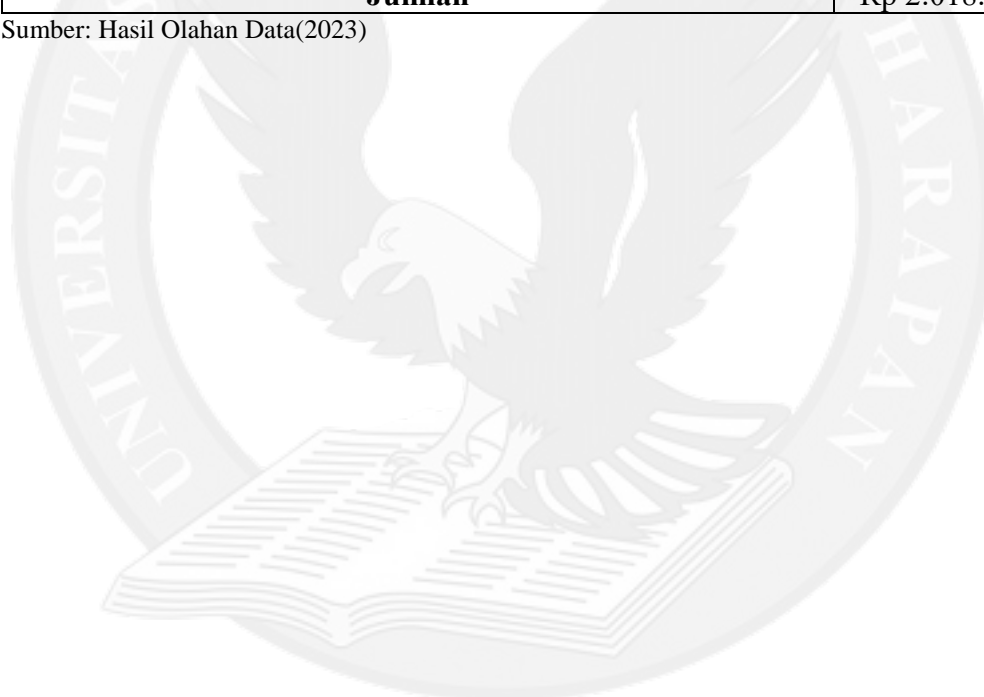 Jumlah Rp 2.018.
Sumber: Hasil Olahan Data(2023)
UNIVERSITAS HARAPAN